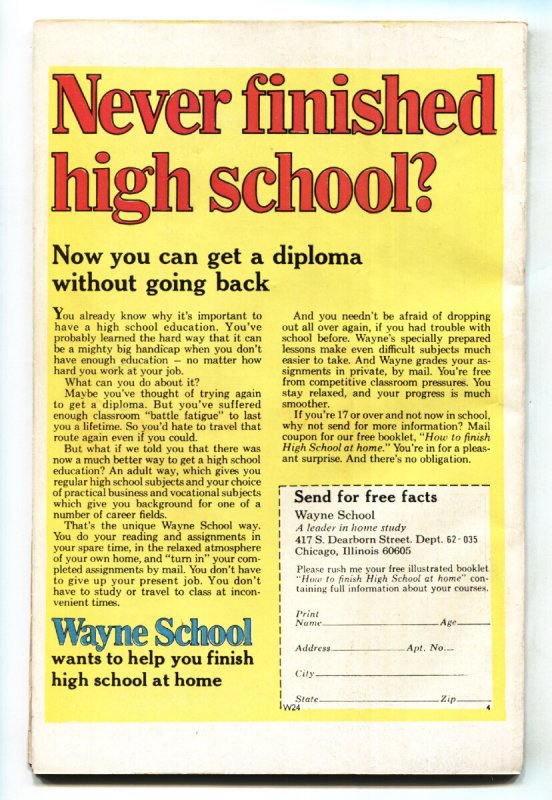 Never finished
high school?
Now you can get a diploma
without going back
You already know why it's important to
have a high school education. You've
probably learned the hard way that it can
be a mighty big handicap when you don't
have enough education – no matter how
hard you work at your job.
What can you do about it?
Maybe you've thought of trying again
to get a diploma. But you've suffered
enough classroom "battle fatigue" to last
you a lifetime. So you'd hate to travel that
route again even if you could.
But what if we told you that there was
now a much better way to get a high school
education? An adult way, which gives you
regular high school subjects and your choice
of practical business and vocational subjects
which give you background for one of a
number of career fields.
That's the unique Wayne School way.
You do your reading and assignments in
your spare time, in the relaxed atmosphere
of your own home, and "turn in" your com-
pleted assignments by mail. You don't have
to give up your present job. You don't
have to study or travel to class at incon-
venient times.
Wayne School
wants to help you finish
high school at home
And you needn't be afraid of dropping
out all over again, if you had trouble with
school before. Wayne's specially prepared
lessons make even difficult subjects much
easier to take. And Wayne grades your as-
signments in private, by mail. You're free
from competitive classroom pressures. You
stay relaxed, and your progress is much
smoother.
If you're 17 or over and not now in school,
why not send for more information? Mail
coupon for our free booklet, "How to finish
High School at home." You're in for a pleas-
ant surprise. And there's no obligation.
Send for free facts
Wayne School
A leader in home study
417 S. Dearborn Street. Dept. 62-035
Chicago, Illinois 60605
Please rush me your free illustrated booklet
"How to finish High School at home" con-
taining full information about your courses.
Print
Name Age
Address Apt. No.
City
State Zip
W24 4